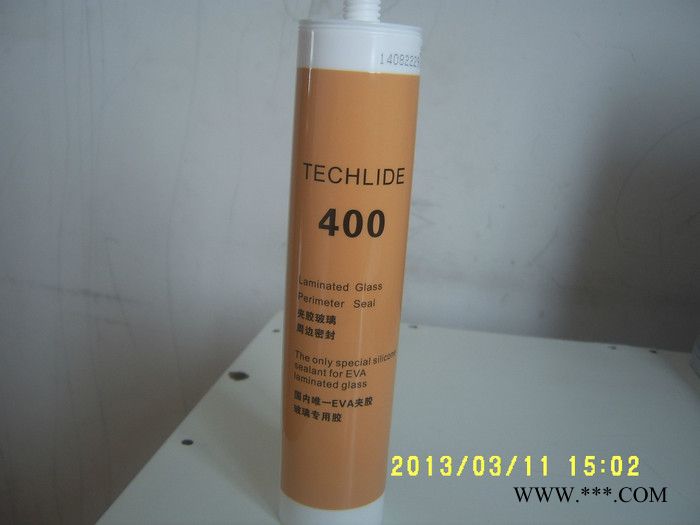 TECHLIDE
400
Laminated Glass
Perimeter Seal
夹胶玻璃
周边密封
The only special silicone
sealant for EVA
laminated glass
国内唯一EVA夹胶
玻璃专用胶
2013/03/11 15:02
WWW.***.COM